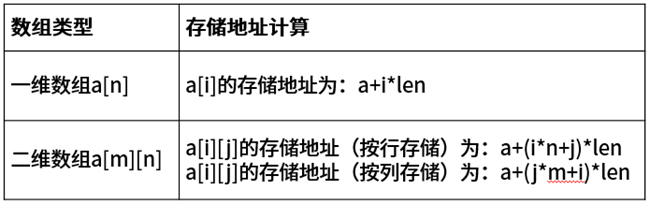 数组类型
存储地址计算
一维数组a[n]
a[i]的存储地址为：a+i*len
二维数组a[m][n]
a[i][j]的存储地址（按行存储）为：a+(i*n+j)*len
a[i][j]的存储地址（按列存储）为：a+(j*m+i)*len